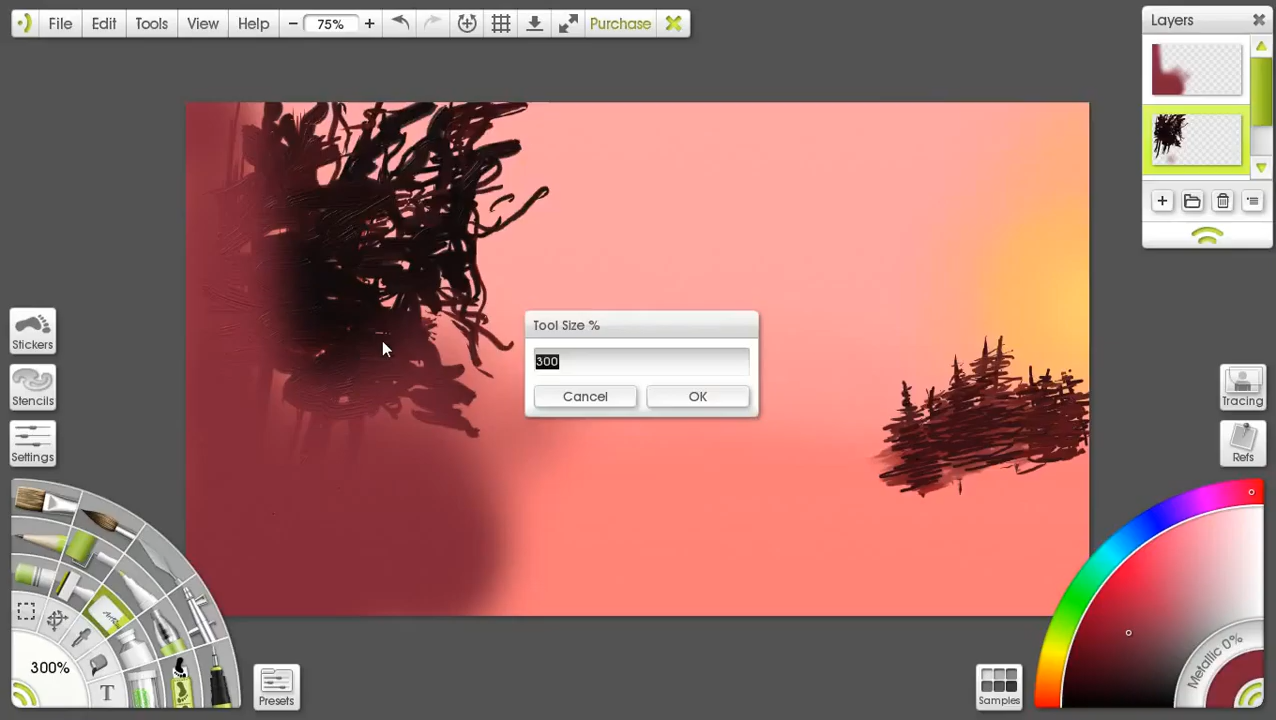 File Edit Tools View Help − 75% + Purchase
Layers
Tool Size %
300
Cancel OK
Stickers
Stencils
Settings
Tracing
Refs
300%
T
Presets
Samples
Metallic 0%